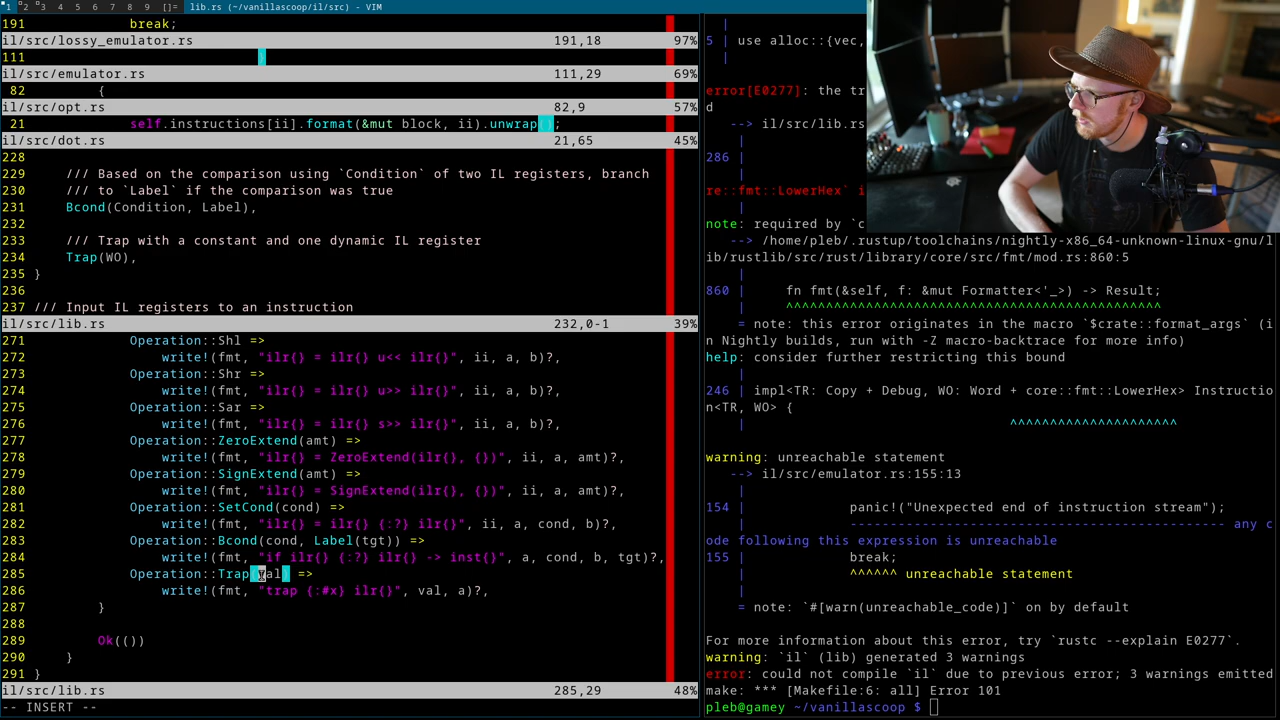 1 2 3 4 5 6 7 8 9 []= lib.rs (~/vanillascoop/il/src) - VIM
191             break;
il/src/lossy_emulator.rs 191,18 97%
111                             }
il/src/emulator.rs 111,29 69%
82         {
il/src/opt.rs 82,9 57%
21             self.instructions[ii].format(&mut block, ii).unwrap();
il/src/dot.rs 21,65 45%
228
229     /// Based on the comparison using `Condition` of two IL registers, branch
230     /// to `Label` if the comparison was true
231     Bcond(Condition, Label),
232
233     /// Trap with a constant and one dynamic IL register
234     Trap(WO),
235 }
236
237 /// Input IL registers to an instruction
il/src/lib.rs 232,0-1 39%
271             Operation::Shl =>
272                 write!(fmt, "ilr{} = ilr{} u<< ilr{}", ii, a, b)?,
273             Operation::Shr =>
274                 write!(fmt, "ilr{} = ilr{} u>> ilr{}", ii, a, b)?,
275             Operation::Sar =>
276                 write!(fmt, "ilr{} = ilr{} s>> ilr{}", ii, a, b)?,
277             Operation::ZeroExtend(amt) =>
278                 write!(fmt, "ilr{} = ZeroExtend(ilr{}, {})", ii, a, amt)?,
279             Operation::SignExtend(amt) =>
280                 write!(fmt, "ilr{} = SignExtend(ilr{}, {})", ii, a, amt)?,
281             Operation::SetCond(cond) =>
282                 write!(fmt, "ilr{} = ilr{} {:?} ilr{}", ii, a, cond, b)?,
283             Operation::Bcond(cond, Label(tgt)) =>
284                 write!(fmt, "if ilr{} {:?} ilr{} -> inst{}", a, cond, b, tgt)?,
285             Operation::Trap(val) =>
286                 write!(fmt, "trap {:#x} ilr{}", val, a)?,
287         }
288
289         Ok(())
290     }
291 }
il/src/lib.rs 285,29 48%
-- INSERT --
|
5 | use alloc::{vec,
|
error[E0277]: the tr
d
--> il/src/lib.rs
|
286
|
re::fmt::LowerHex` i
|
note: required by `c
--> /home/pleb/.rustup/toolchains/nightly-x86_64-unknown-linux-gnu/l
ib/rustlib/src/rust/library/core/src/fmt/mod.rs:860:5
|
860 |     fn fmt(&self, f: &mut Formatter<'_>) -> Result;
|     ^^^^^^^^^^^^^^^^^^^^^^^^^^^^^^^^^^^^^^^^^^^^^^^
= note: this error originates in the macro `$crate::format_args` (i
n Nightly builds, run with -Z macro-backtrace for more info)
help: consider further restricting this bound
|
246 | impl<TR: Copy + Debug, WO: Word + core::fmt::LowerHex> Instructio
n<TR, WO> {
|                                 ^^^^^^^^^^^^^^^^^^^^^
warning: unreachable statement
--> il/src/emulator.rs:155:13
|
154 |             panic!("Unexpected end of instruction stream");
|             ---------------------------------------------- any c
ode following this expression is unreachable
155 |             break;
|             ^^^^^^ unreachable statement
|
= note: `#[warn(unreachable_code)]` on by default
For more information about this error, try `rustc --explain E0277`.
warning: `il` (lib) generated 3 warnings
error: could not compile `il` due to previous error; 3 warnings emitted
make: *** [Makefile:6: all] Error 101
pleb@gamey ~/vanillascoop $